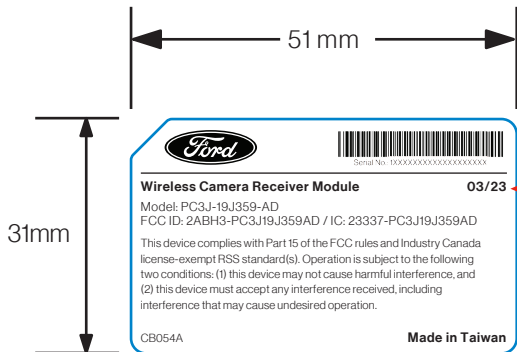 51 mm
31mm
Ford
Serial No.: 1XXXXXXXXXXXXXXXXXXX
Wireless Camera Receiver Module 03/23
Model: PC3J-19J359-AD
FCC ID: 2ABH3-PC3J19J359AD / IC: 23337-PC3J19J359AD
This device complies with Part 15 of the FCC rules and Industry Canada
license-exempt RSS standard(s). Operation is subject to the following
two conditions: (1) this device may not cause harmful interference, and
(2) this device must accept any interference received, including
interference that may cause undesired operation.
CB054A Made in Taiwan